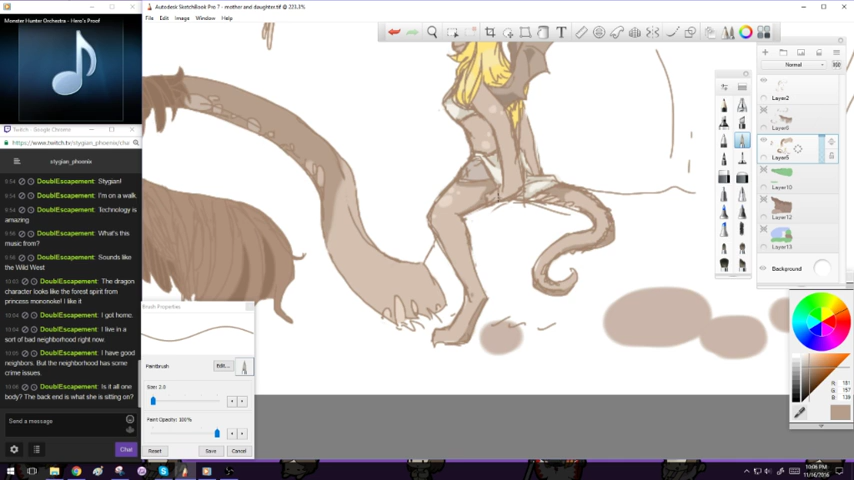 Monster Hunter Orchestra - Hero's Proof
Autodesk SketchBook Pro 7 - mother and daughter.tif @ 223.3%
File Edit Image Window Help
Twitch - Google Chrome
https://www.twitch.tv/stygian_phoenix/chat
stygian_phoenix
9:54 DoublEscapement: Stygian!
9:54 DoublEscapement: I'm on a walk.
9:54 DoublEscapement:
Technology is
amazing
9:56 DoublEscapement: What's this
music from?
9:56 DoublEscapement: Sounds like
the Wild West
DoublEscapement: The dragon
character looks like the forest spirit from
princess mononoke! I like it
10:04 DoublEscapement: I got home.
10:04 DoublEscapement: I live in a
sort of bad neighborhood right now.
10:05 DoublEscapement: I have good
neighbors. But the neighborhood has some
crime issues.
10:06 DoublEscapement: Is it all one
body? The back end is what she is sitting on?
Send a message
Chat
Brush Properties
Paintbrush
Edit...
Size: 2.0
Paint Opacity: 100%
Reset
Save
Cancel
Normal
Layer2
Layer6
Layer5
Layer10
Layer12
Layer13
Background
R: 181
G: 157
B: 139
10:06 PM
11/14/2016